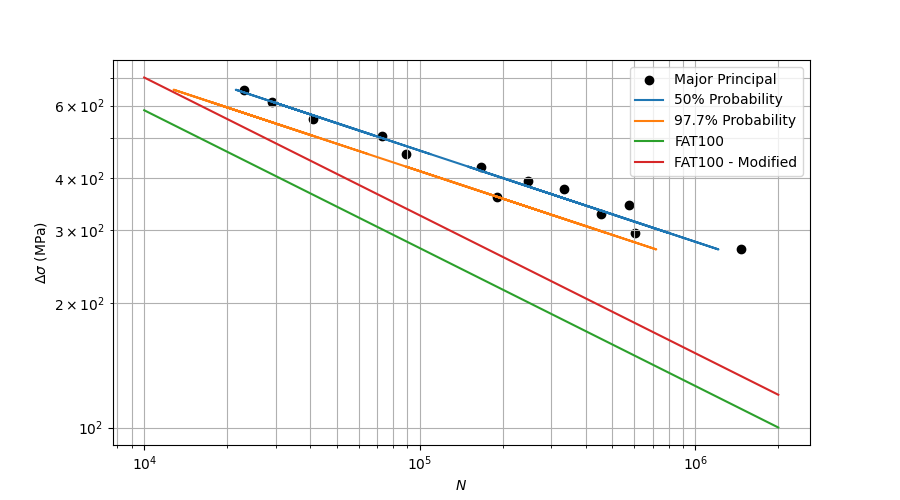 Major Principal
50% Probability
97.7% Probability
FAT100
FAT100 - Modified
Δσ (MPa)
6 × 10²
4 × 10²
3 × 10²
2 × 10²
10²
10⁴ 10⁵ 10⁶
N